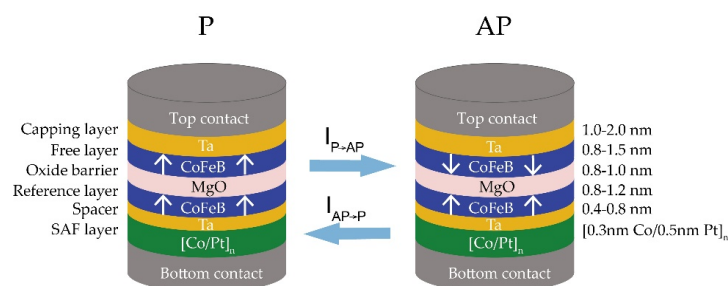 P
AP
Top contact
Top contact
Capping layer
Ta
I P→AP
Ta
1.0-2.0 nm
Free layer
CoFeB
CoFeB
0.8-1.5 nm
Oxide barrier
MgO
MgO
0.8-1.0 nm
Reference layer
CoFeB
CoFeB
0.8-1.2 nm
Spacer
Ta
I AP→P
Ta
0.4-0.8 nm
SAF layer
[Co/Pt]n
[Co/Pt]n
[0.3nm Co/0.5nm Pt]n
Bottom contact
Bottom contact